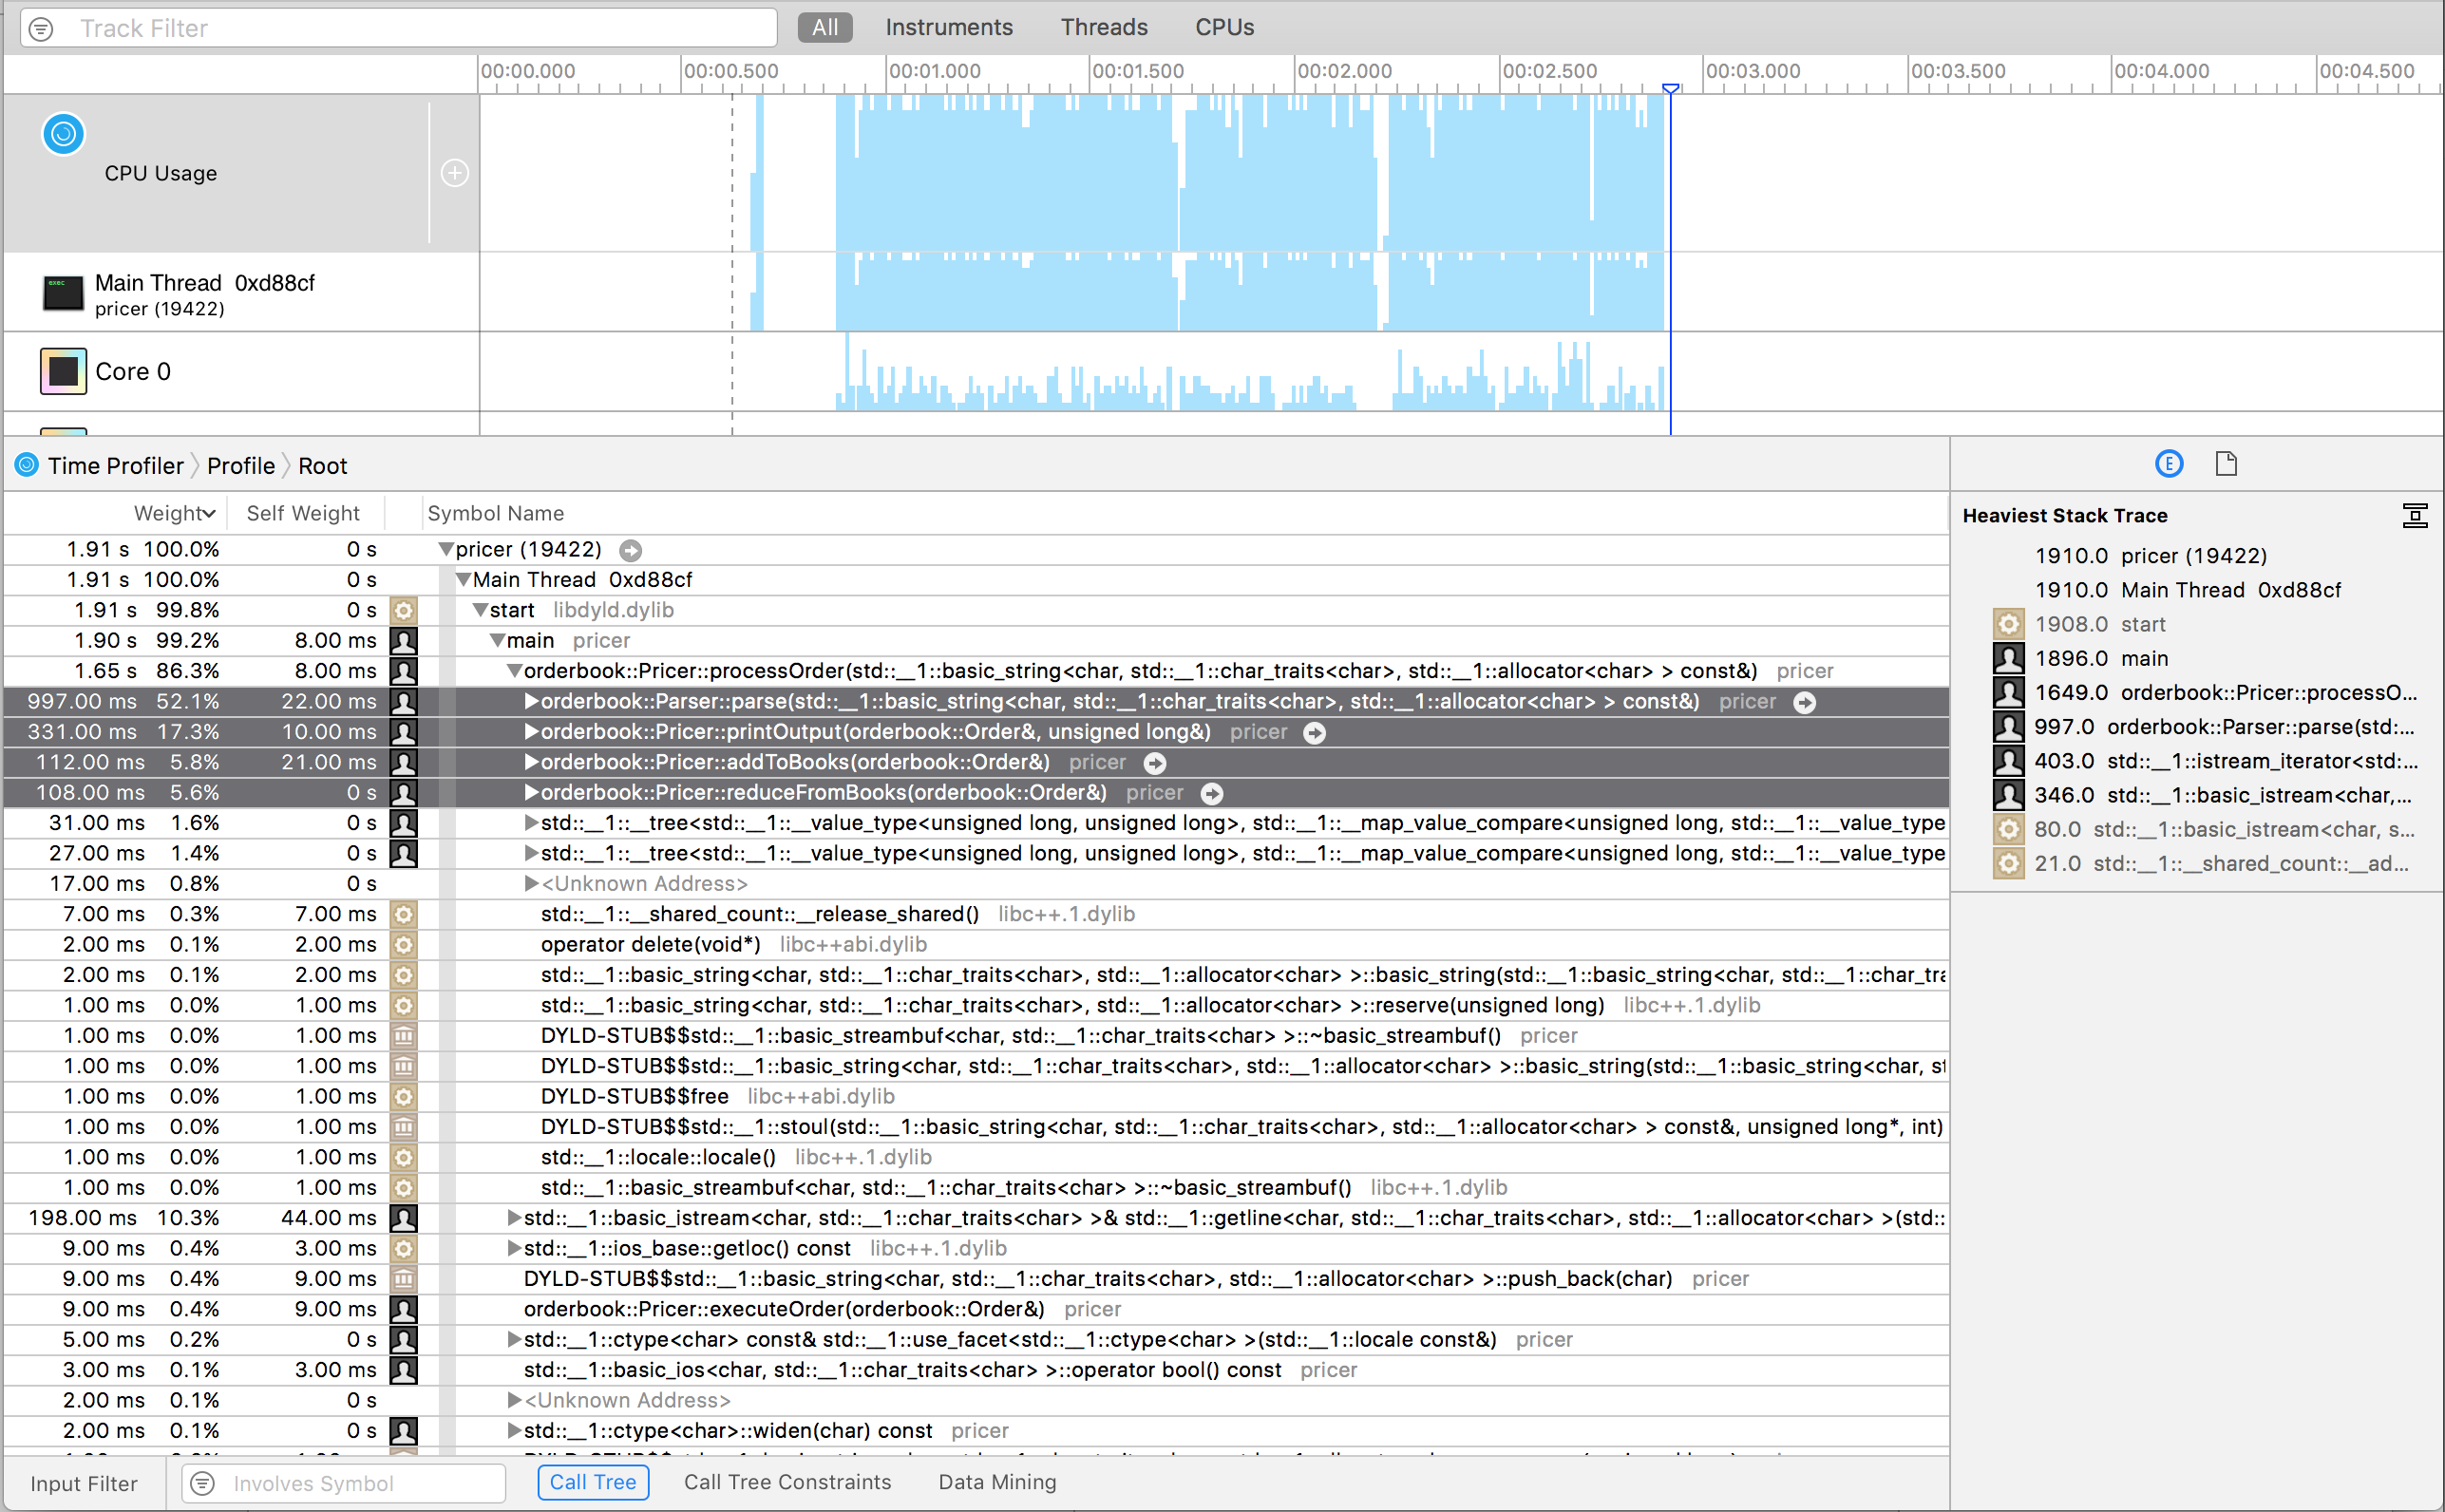 Track Filter All Instruments Threads CPUs
00:00.000 00:00.500 00:01.000 00:01.500 00:02.000 00:02.500 00:03.000 00:03.500 00:04.000 00:04.500
CPU Usage
exec
Main Thread 0xd88cf
pricer (19422)
Core 0
Time Profiler Profile Root
Weight Self Weight Symbol Name
1.91 s 100.0% 0 s pricer (19422)
1.91 s 100.0% 0 s Main Thread 0xd88cf
1.91 s 99.8% 0 s start libdyld.dylib
1.90 s 99.2% 8.00 ms main pricer
1.65 s 86.3% 8.00 ms orderbook::Pricer::processOrder(std::__1::basic_string<char, std::__1::char_traits<char>, std::__1::allocator<char> > const&) pricer
997.00 ms 52.1% 22.00 ms orderbook::Parser::parse(std::__1::basic_string<char, std::__1::char_traits<char>, std::__1::allocator<char> > const&) pricer
331.00 ms 17.3% 10.00 ms orderbook::Pricer::printOutput(orderbook::Order&, unsigned long&) pricer
112.00 ms 5.8% 21.00 ms orderbook::Pricer::addToBooks(orderbook::Order&) pricer
108.00 ms 5.6% 0 s orderbook::Pricer::reduceFromBooks(orderbook::Order&) pricer
31.00 ms 1.6% 0 s std::__1::__tree<std::__1::__value_type<unsigned long, unsigned long>, std::__1::__map_value_compare<unsigned long, std::__1::__value_type
27.00 ms 1.4% 0 s std::__1::__tree<std::__1::__value_type<unsigned long, unsigned long>, std::__1::__map_value_compare<unsigned long, std::__1::__value_type
17.00 ms 0.8% 0 s <Unknown Address>
7.00 ms 0.3% 7.00 ms std::__1::__shared_count::__release_shared() libc++.1.dylib
2.00 ms 0.1% 2.00 ms operator delete(void*) libc++abi.dylib
2.00 ms 0.1% 2.00 ms std::__1::basic_string<char, std::__1::char_traits<char>, std::__1::allocator<char> >::basic_string(std::__1::basic_string<char, std::__1::char_tra
1.00 ms 0.0% 1.00 ms std::__1::basic_string<char, std::__1::char_traits<char>, std::__1::allocator<char> >::reserve(unsigned long) libc++.1.dylib
1.00 ms 0.0% 1.00 ms DYLD-STUB$$std::__1::basic_streambuf<char, std::__1::char_traits<char> >::~basic_streambuf() pricer
1.00 ms 0.0% 1.00 ms DYLD-STUB$$std::__1::basic_string<char, std::__1::char_traits<char>, std::__1::allocator<char> >::basic_string(std::__1::basic_string<char, st
1.00 ms 0.0% 1.00 ms DYLD-STUB$$free libc++abi.dylib
1.00 ms 0.0% 1.00 ms DYLD-STUB$$std::__1::stoul(std::__1::basic_string<char, std::__1::char_traits<char>, std::__1::allocator<char> > const&, unsigned long*, int)
1.00 ms 0.0% 1.00 ms std::__1::locale::locale() libc++.1.dylib
1.00 ms 0.0% 1.00 ms std::__1::basic_streambuf<char, std::__1::char_traits<char> >::~basic_streambuf() libc++.1.dylib
198.00 ms 10.3% 44.00 ms std::__1::basic_istream<char, std::__1::char_traits<char> >& std::__1::getline<char, std::__1::char_traits<char>, std::__1::allocator<char> >(std::
9.00 ms 0.4% 3.00 ms std::__1::ios_base::getloc() const libc++.1.dylib
9.00 ms 0.4% 9.00 ms DYLD-STUB$$std::__1::basic_string<char, std::__1::char_traits<char>, std::__1::allocator<char> >::push_back(char) pricer
9.00 ms 0.4% 9.00 ms orderbook::Pricer::executeOrder(orderbook::Order&) pricer
5.00 ms 0.2% 0 s std::__1::ctype<char> const& std::__1::use_facet<std::__1::ctype<char> >(std::__1::locale const&) pricer
3.00 ms 0.1% 3.00 ms std::__1::basic_ios<char, std::__1::char_traits<char> >::operator bool() const pricer
2.00 ms 0.1% 0 s <Unknown Address>
2.00 ms 0.1% 0 s std::__1::ctype<char>::widen(char) const pricer
Input Filter Involves Symbol Call Tree Call Tree Constraints Data Mining
E
Heaviest Stack Trace
1910.0 pricer (19422)
1910.0 Main Thread 0xd88cf
1908.0 start
1896.0 main
1649.0 orderbook::Pricer::processO...
997.0 orderbook::Parser::parse(std:...
403.0 std::__1::istream_iterator<std:...
346.0 std::__1::basic_istream<char,...
80.0 std::__1::basic_istream<char, s...
21.0 std::__1::__shared_count::__ad...